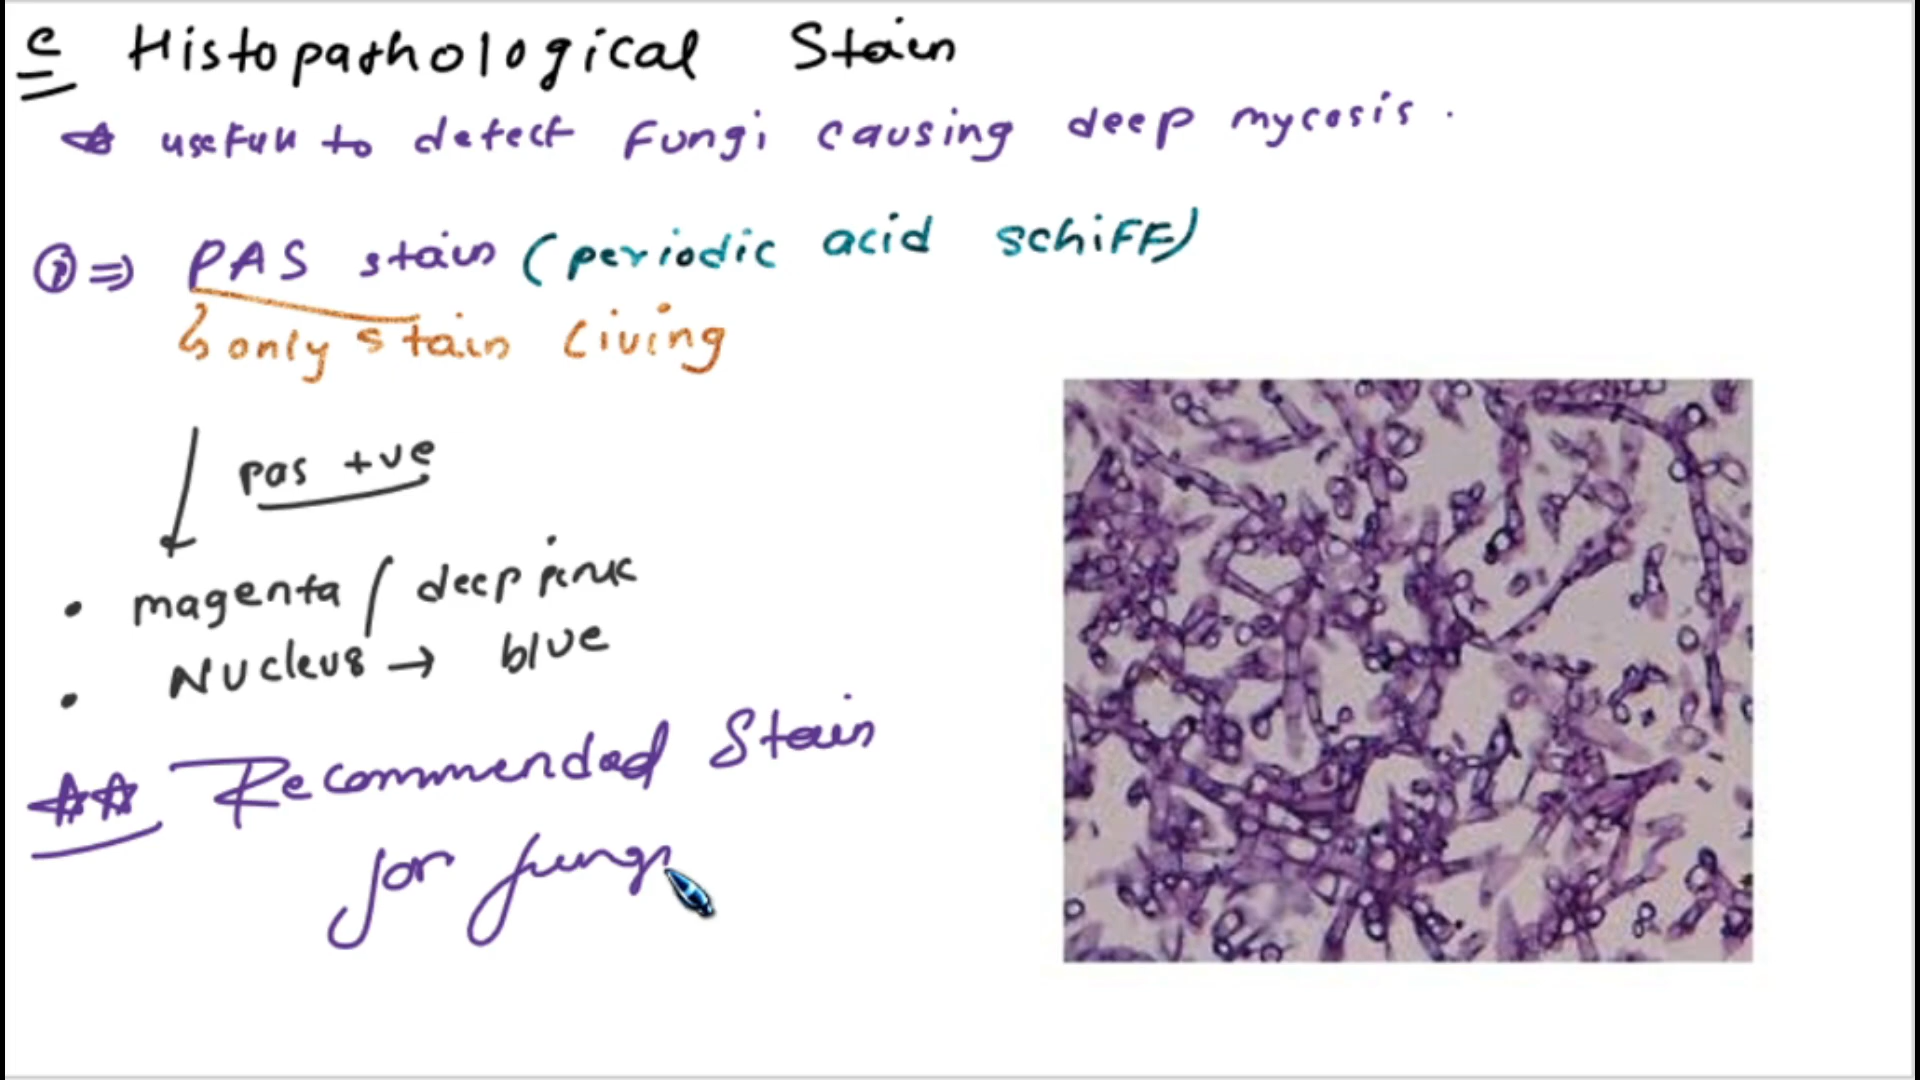 c Histopathological Stain
useful to detect Fungi causing deep mycosis.
① ⇒ PAS stain (periodic acid schiff)
↳ only stain living
pas +ve
• magenta / deep pink
• Nucleus → blue
** Recommended Stain
for fungi